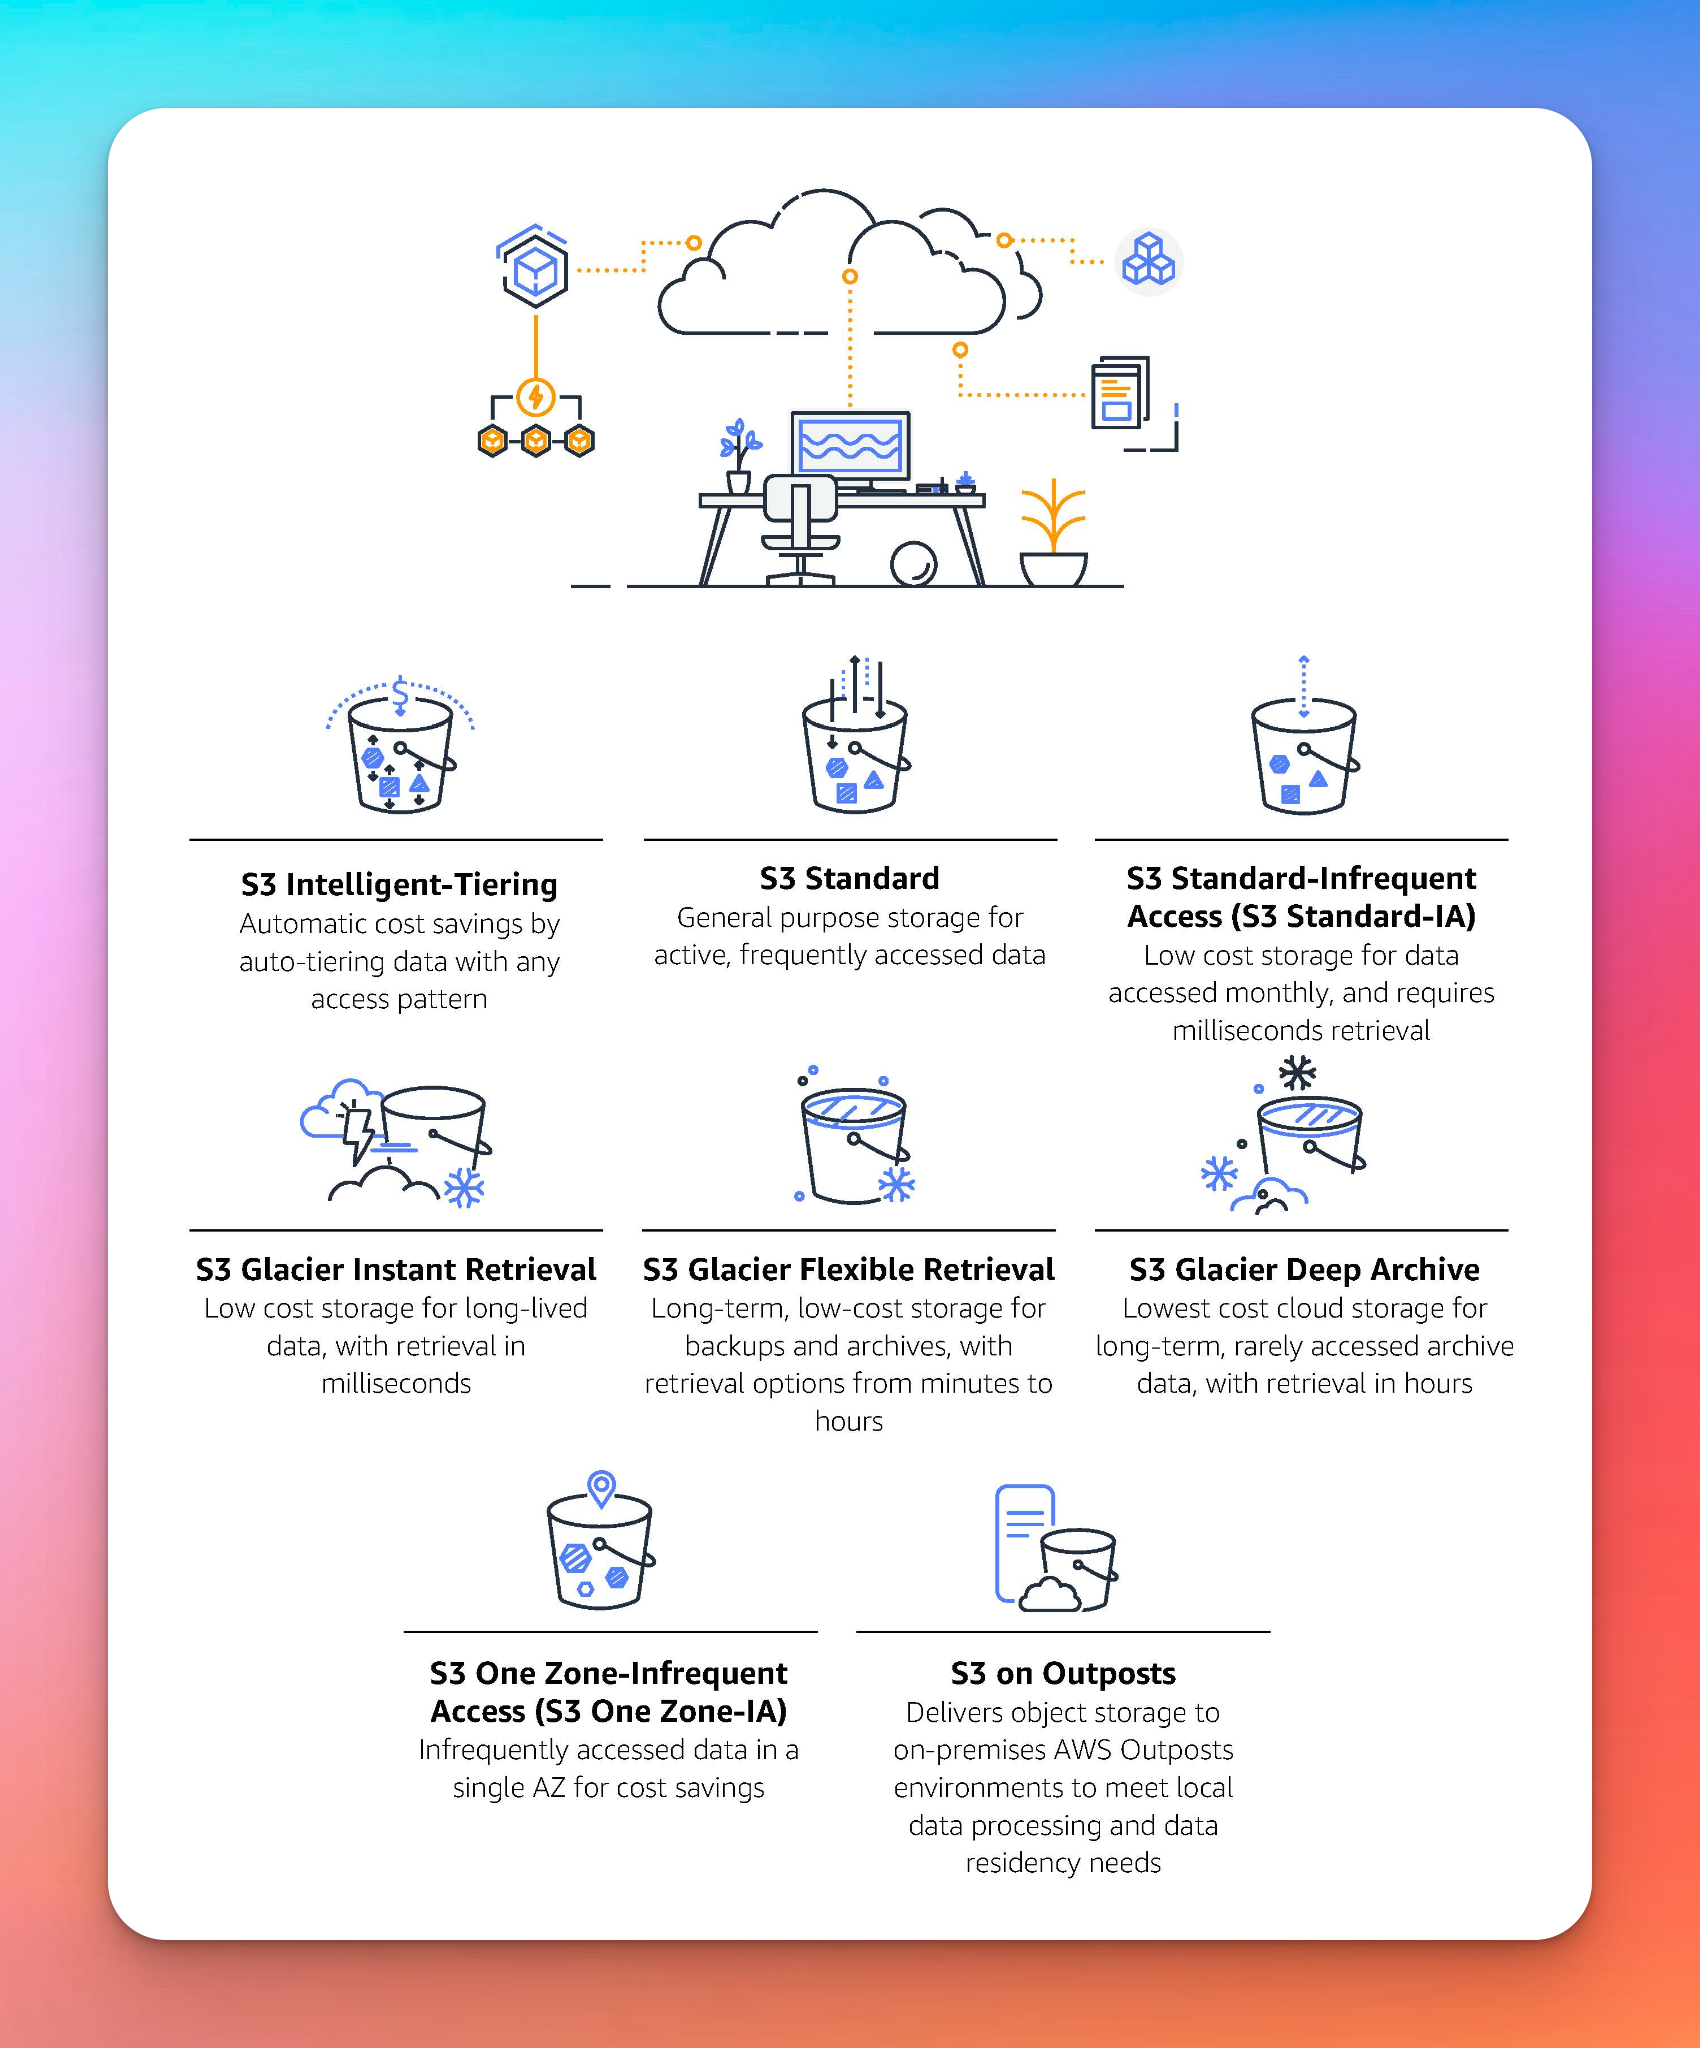 S3 Intelligent-Tiering
Automatic cost savings by
auto-tiering data with any
access pattern
S3 Standard
General purpose storage for
active, frequently accessed data
S3 Standard-Infrequent
Access (S3 Standard-IA)
Low cost storage for data
accessed monthly, and requires
milliseconds retrieval
S3 Glacier Instant Retrieval
Low cost storage for long-lived
data, with retrieval in
milliseconds
S3 Glacier Flexible Retrieval
Long-term, low-cost storage for
backups and archives, with
retrieval options from minutes to
hours
S3 Glacier Deep Archive
Lowest cost cloud storage for
long-term, rarely accessed archive
data, with retrieval in hours
S3 One Zone-Infrequent
Access (S3 One Zone-IA)
Infrequently accessed data in a
single AZ for cost savings
S3 on Outposts
Delivers object storage to
on-premises AWS Outposts
environments to meet local
data processing and data
residency needs